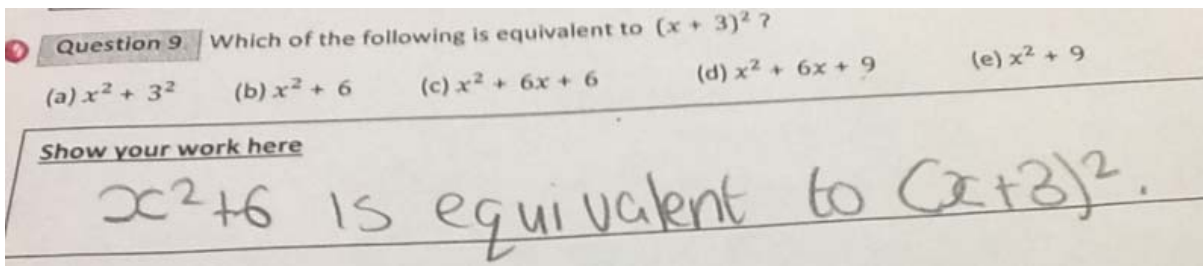 Question 9. Which of the following is equivalent to (x + 3)² ?
(a) x² + 3² (b) x² + 6 (c) x² + 6x + 6 (d) x² + 6x + 9 (e) x² + 9
Show your work here
x²+6 is equivalent to (x+3)².